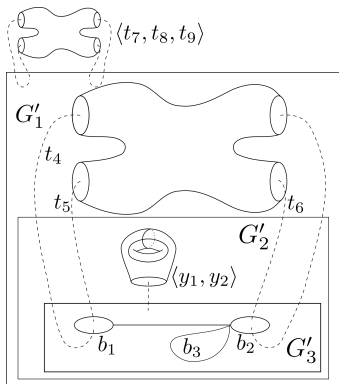 ⟨t₇, t₈, t₉⟩
G′₁
t₄
t₅
t₆
G′₂
⟨y₁, y₂⟩
b₁
b₃
b₂
G′₃